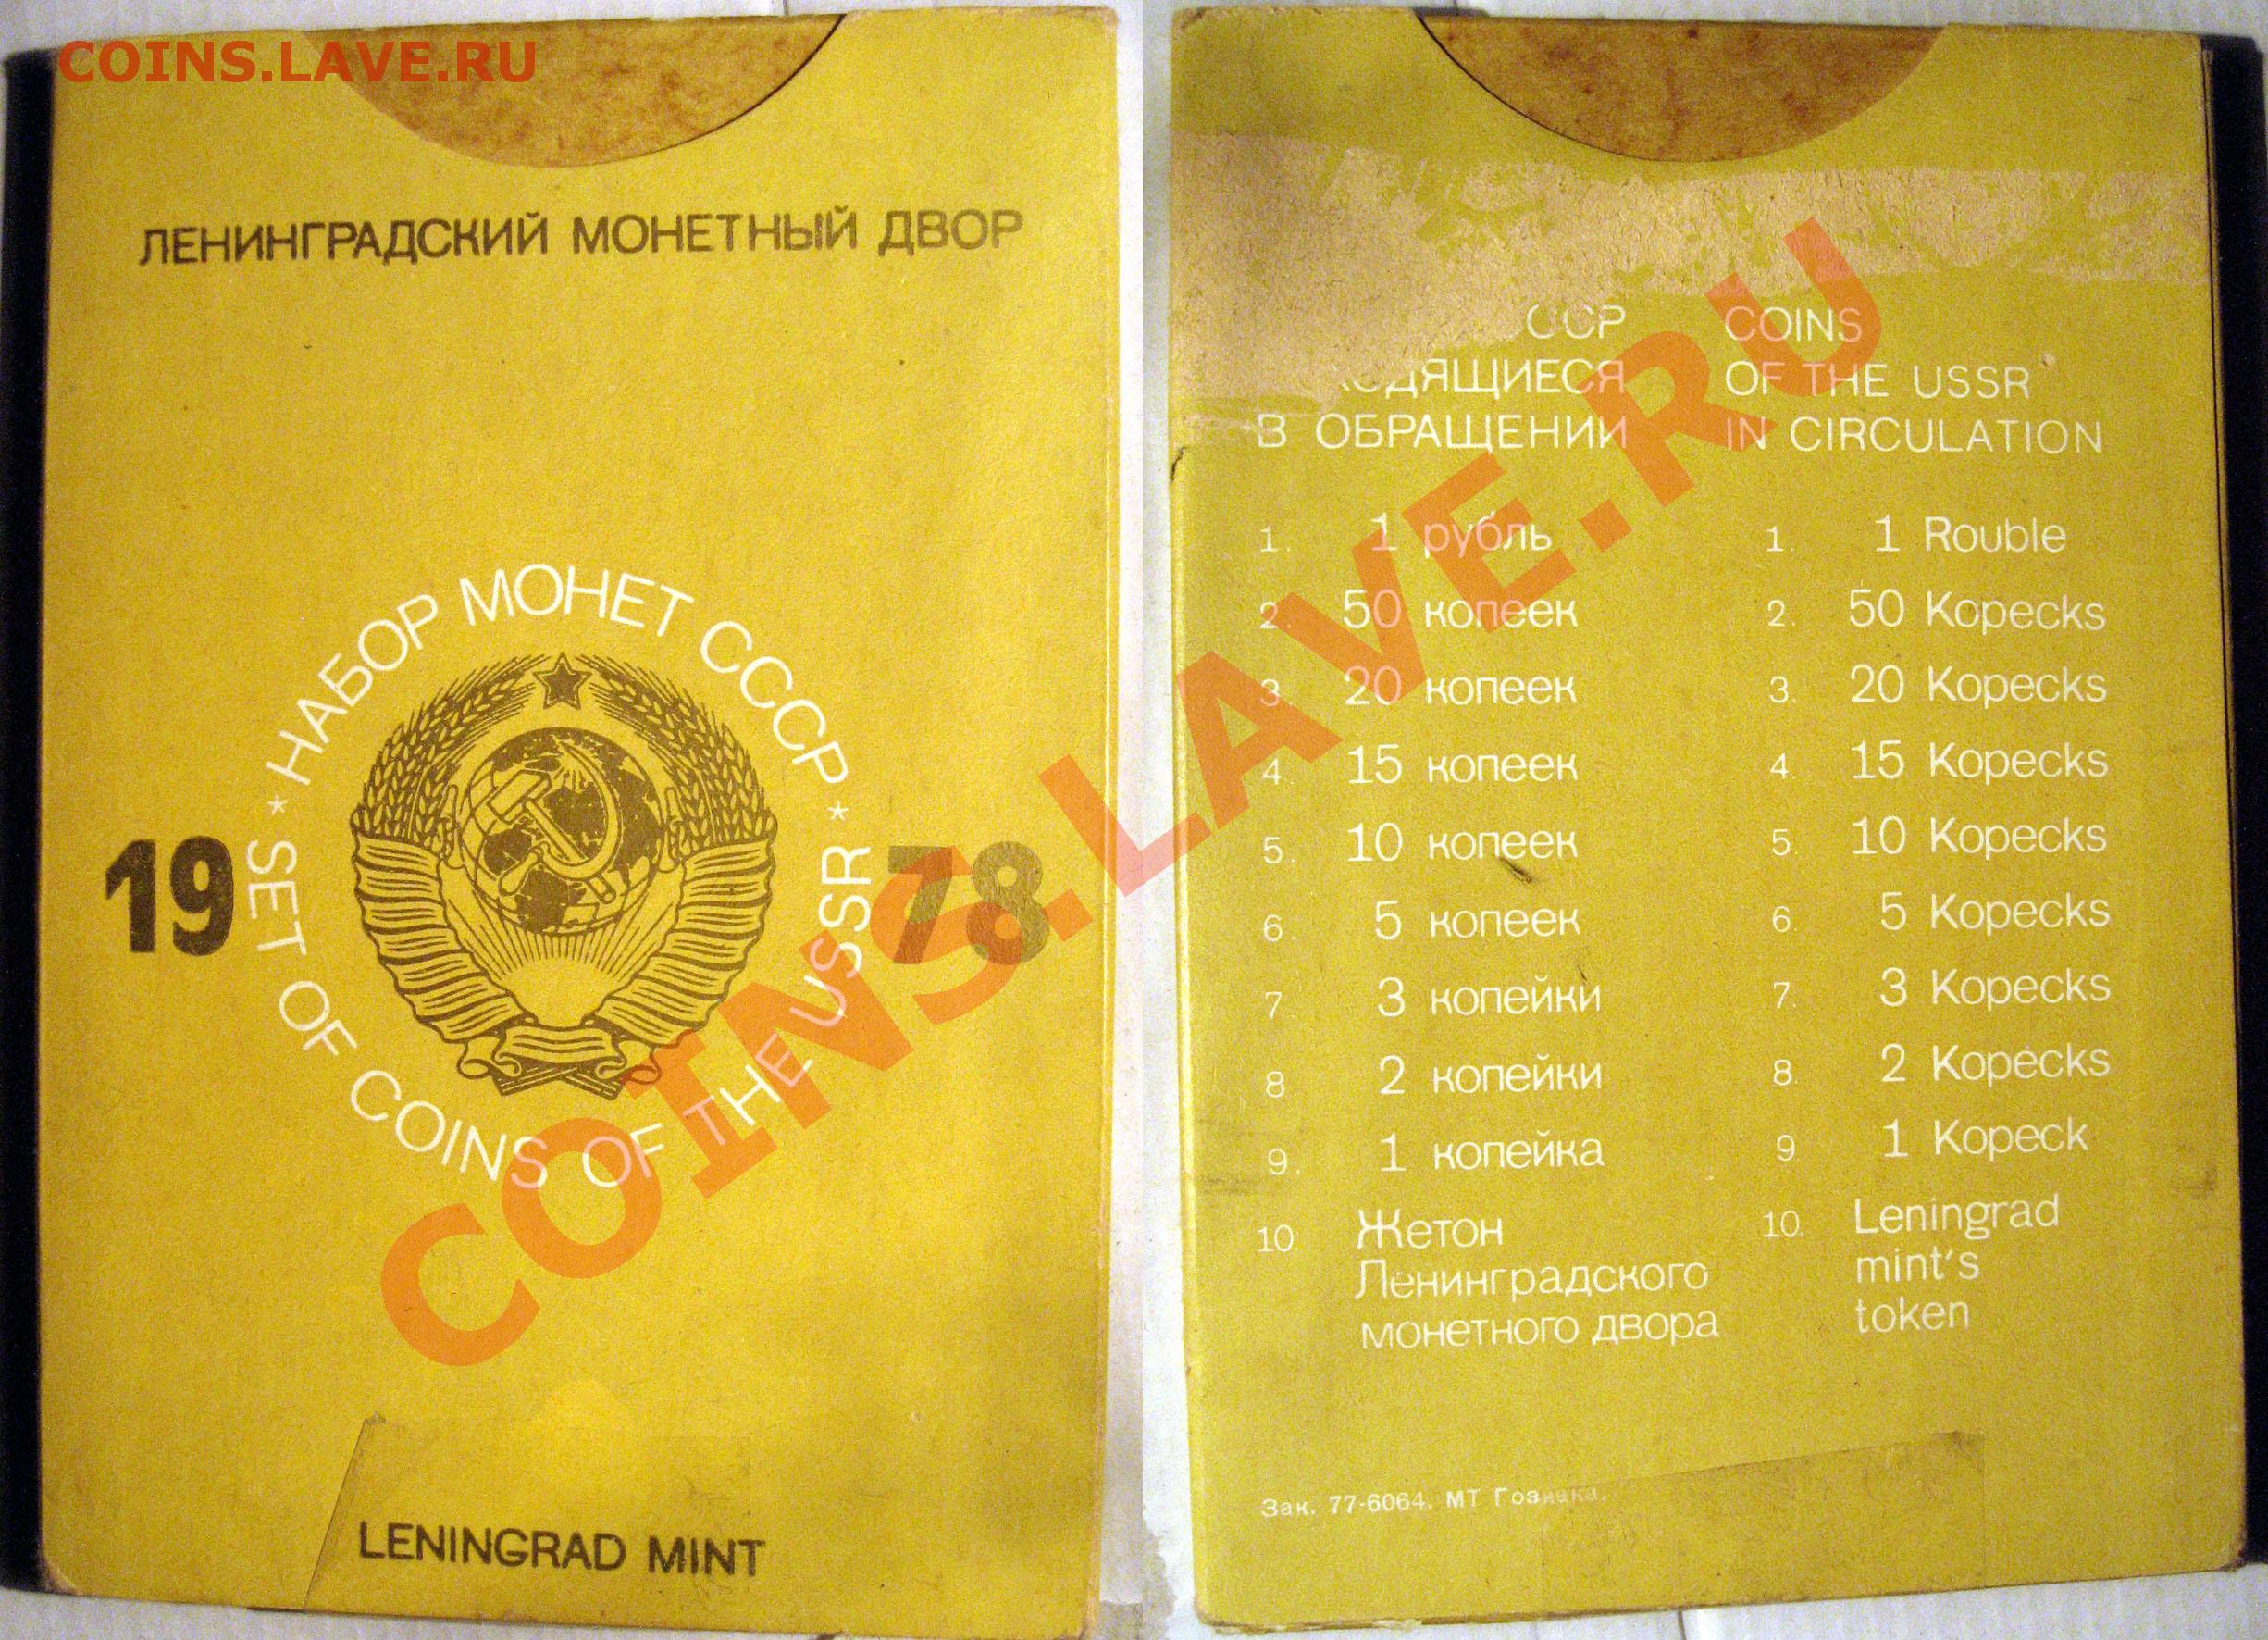 COINS.LAVE.RU
ЛЕНИНГРАДСКИЙ МОНЕТНЫЙ ДВОР
* НАБОР МОНЕТ СССР *
19 78
SET OF COINS OF THE USSR
LENINGRAD MINT
COINS.LAVE.RU
В ОБРАЩЕНИИ
1. 1 рубль
2. 50 копеек
3 20 копеек
4. 15 копеек
5. 10 копеек
6. 5 копеек
7 3 копейки
8 2 копейки
9. 1 копейка
10 Жетон
Ленинградского
монетного двора
COINS
OF THE USSR
IN CIRCULATION
1. 1 Rouble
2. 50 Kopecks
3. 20 Kopecks
4. 15 Kopecks
5. 10 Kopecks
6. 5 Kopecks
7. 3 Kopecks
8. 2 Kopecks
9 1 Kopeck
10. Leningrad
mint's
token
Зак. 77-6064. МТ Гознака.